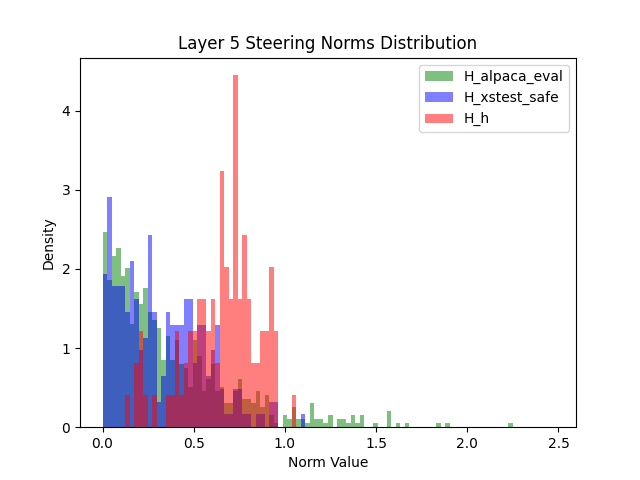 Layer 5 Steering Norms Distribution
H_alpaca_eval
H_xstest_safe
H_h
4
3
2
1
0
Density
0.0 0.5 1.0 1.5 2.0 2.5
Norm Value